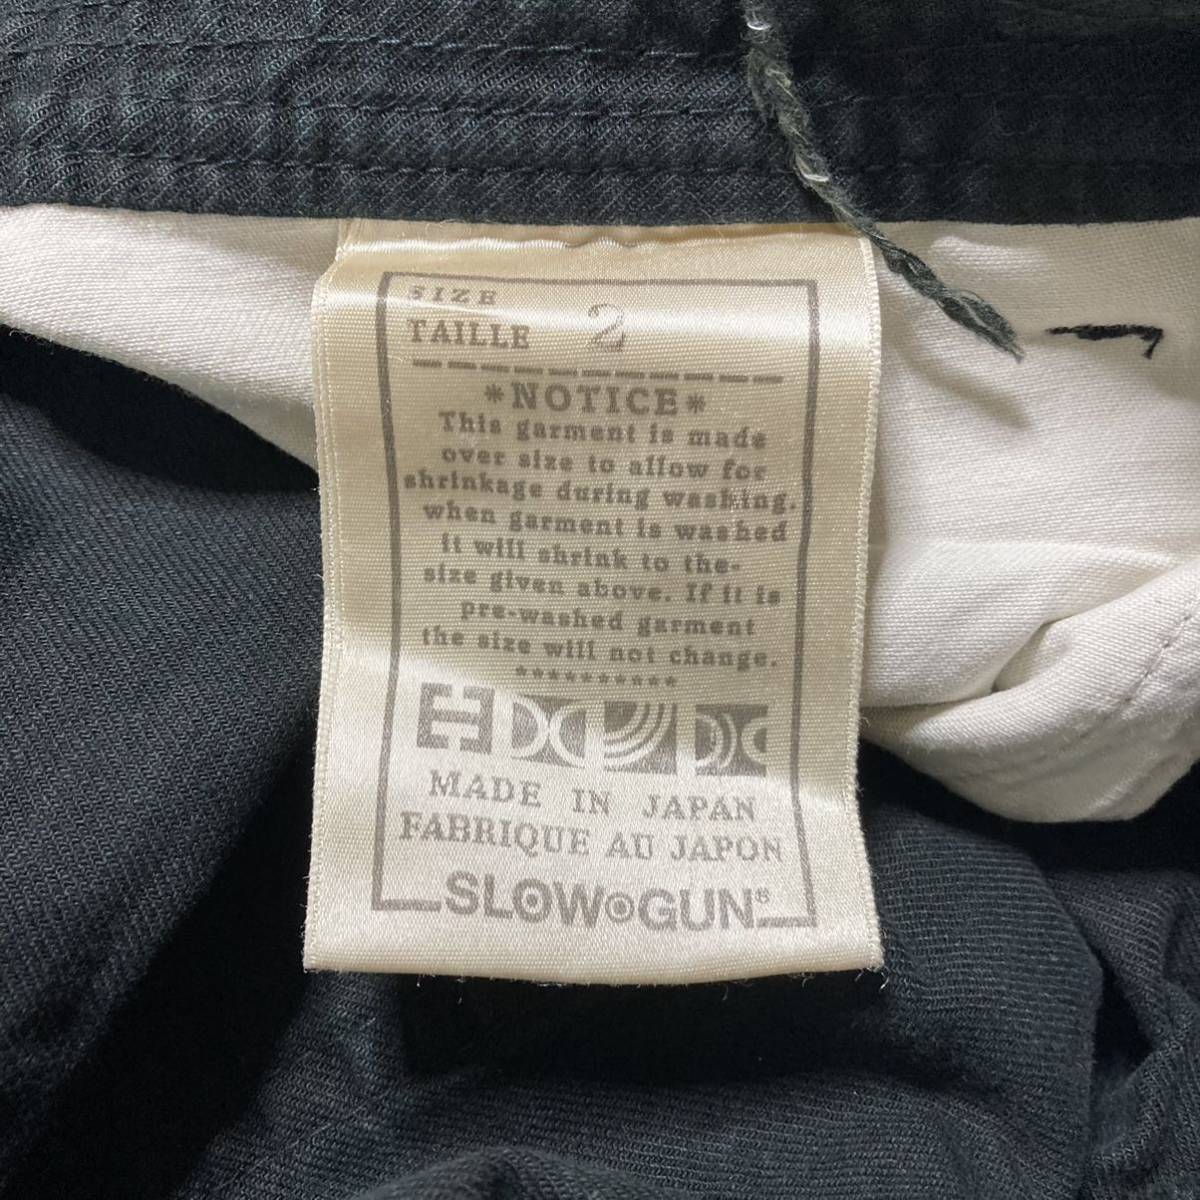 SIZE
TAILLE 2
*NOTICE*
This garment is made
over size to allow for
shrinkage during washing.
when garment is washed
it will shrink to the-
size given above. If it is
pre-washed garment
the size will not change.
**********
MADE IN JAPAN
FABRIQUE AU JAPON
SLOW GUN